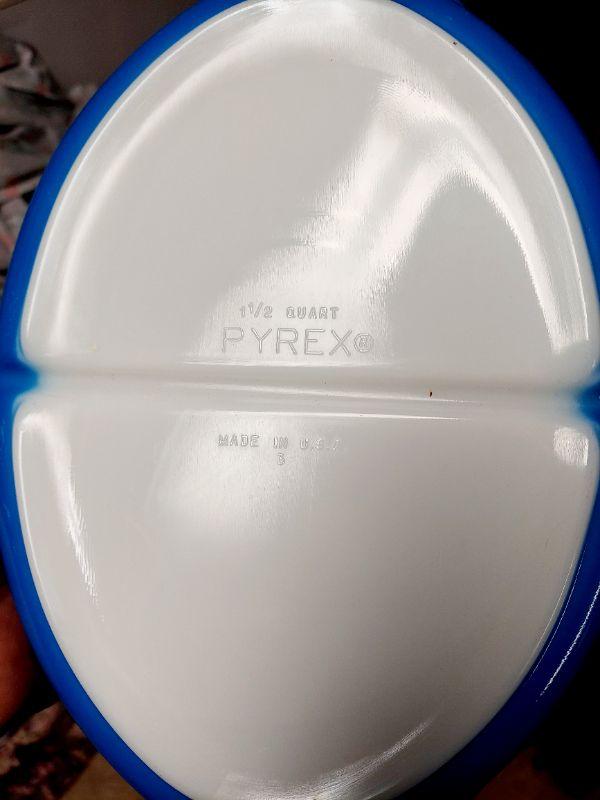 1 1/2 QUART
PYREX®
MADE IN U.S.A.